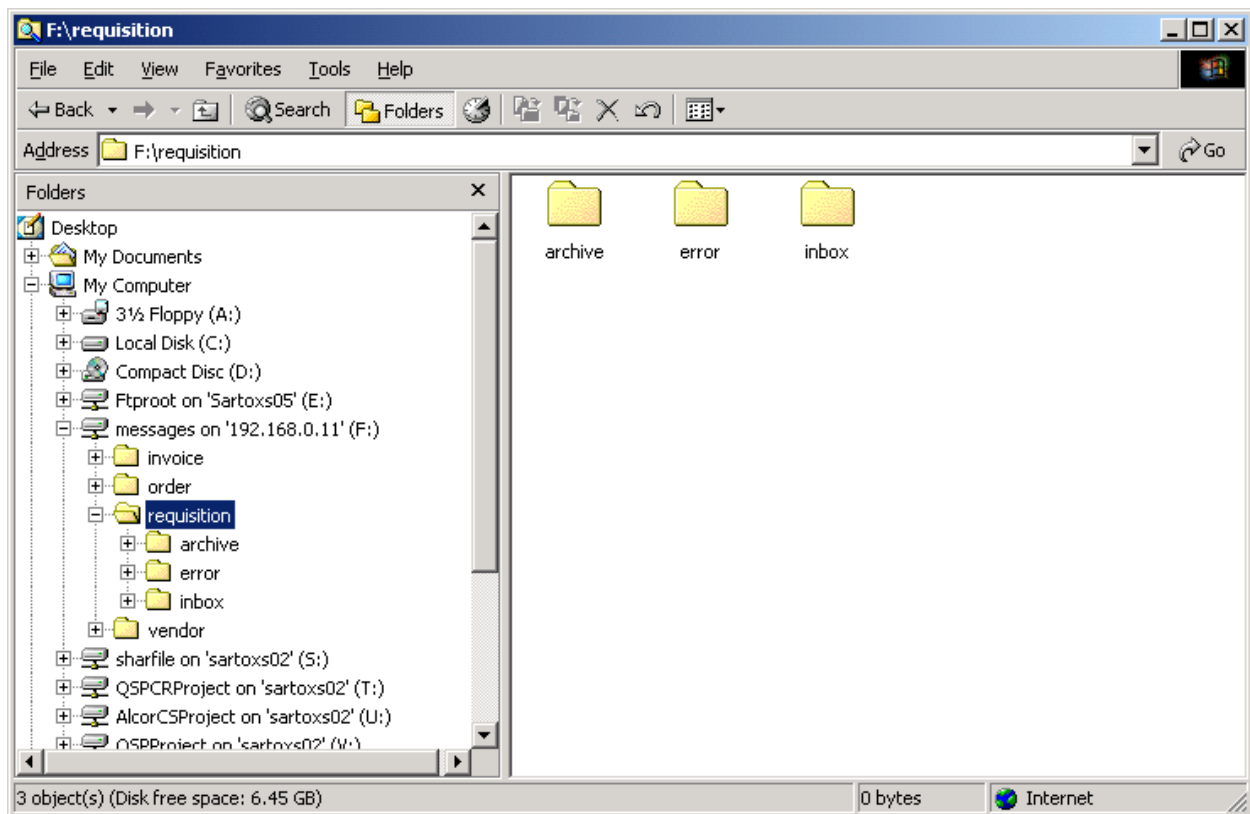 F:\requisition
File Edit View Favorites Tools Help
Back Search Folders
Address F:\requisition Go
Folders
Desktop
My Documents
My Computer
3½ Floppy (A:)
Local Disk (C:)
Compact Disc (D:)
Ftproot on 'Sartoxs05' (E:)
messages on '192.168.0.11' (F:)
invoice
order
requisition
archive
error
inbox
vendor
sharfile on 'sartoxs02' (S:)
QSPCRProject on 'sartoxs02' (T:)
AlcorCSProject on 'sartoxs02' (U:)
QSPProject on 'sartoxs02' (V:)
archive error inbox
3 object(s) (Disk free space: 6.45 GB) 0 bytes Internet